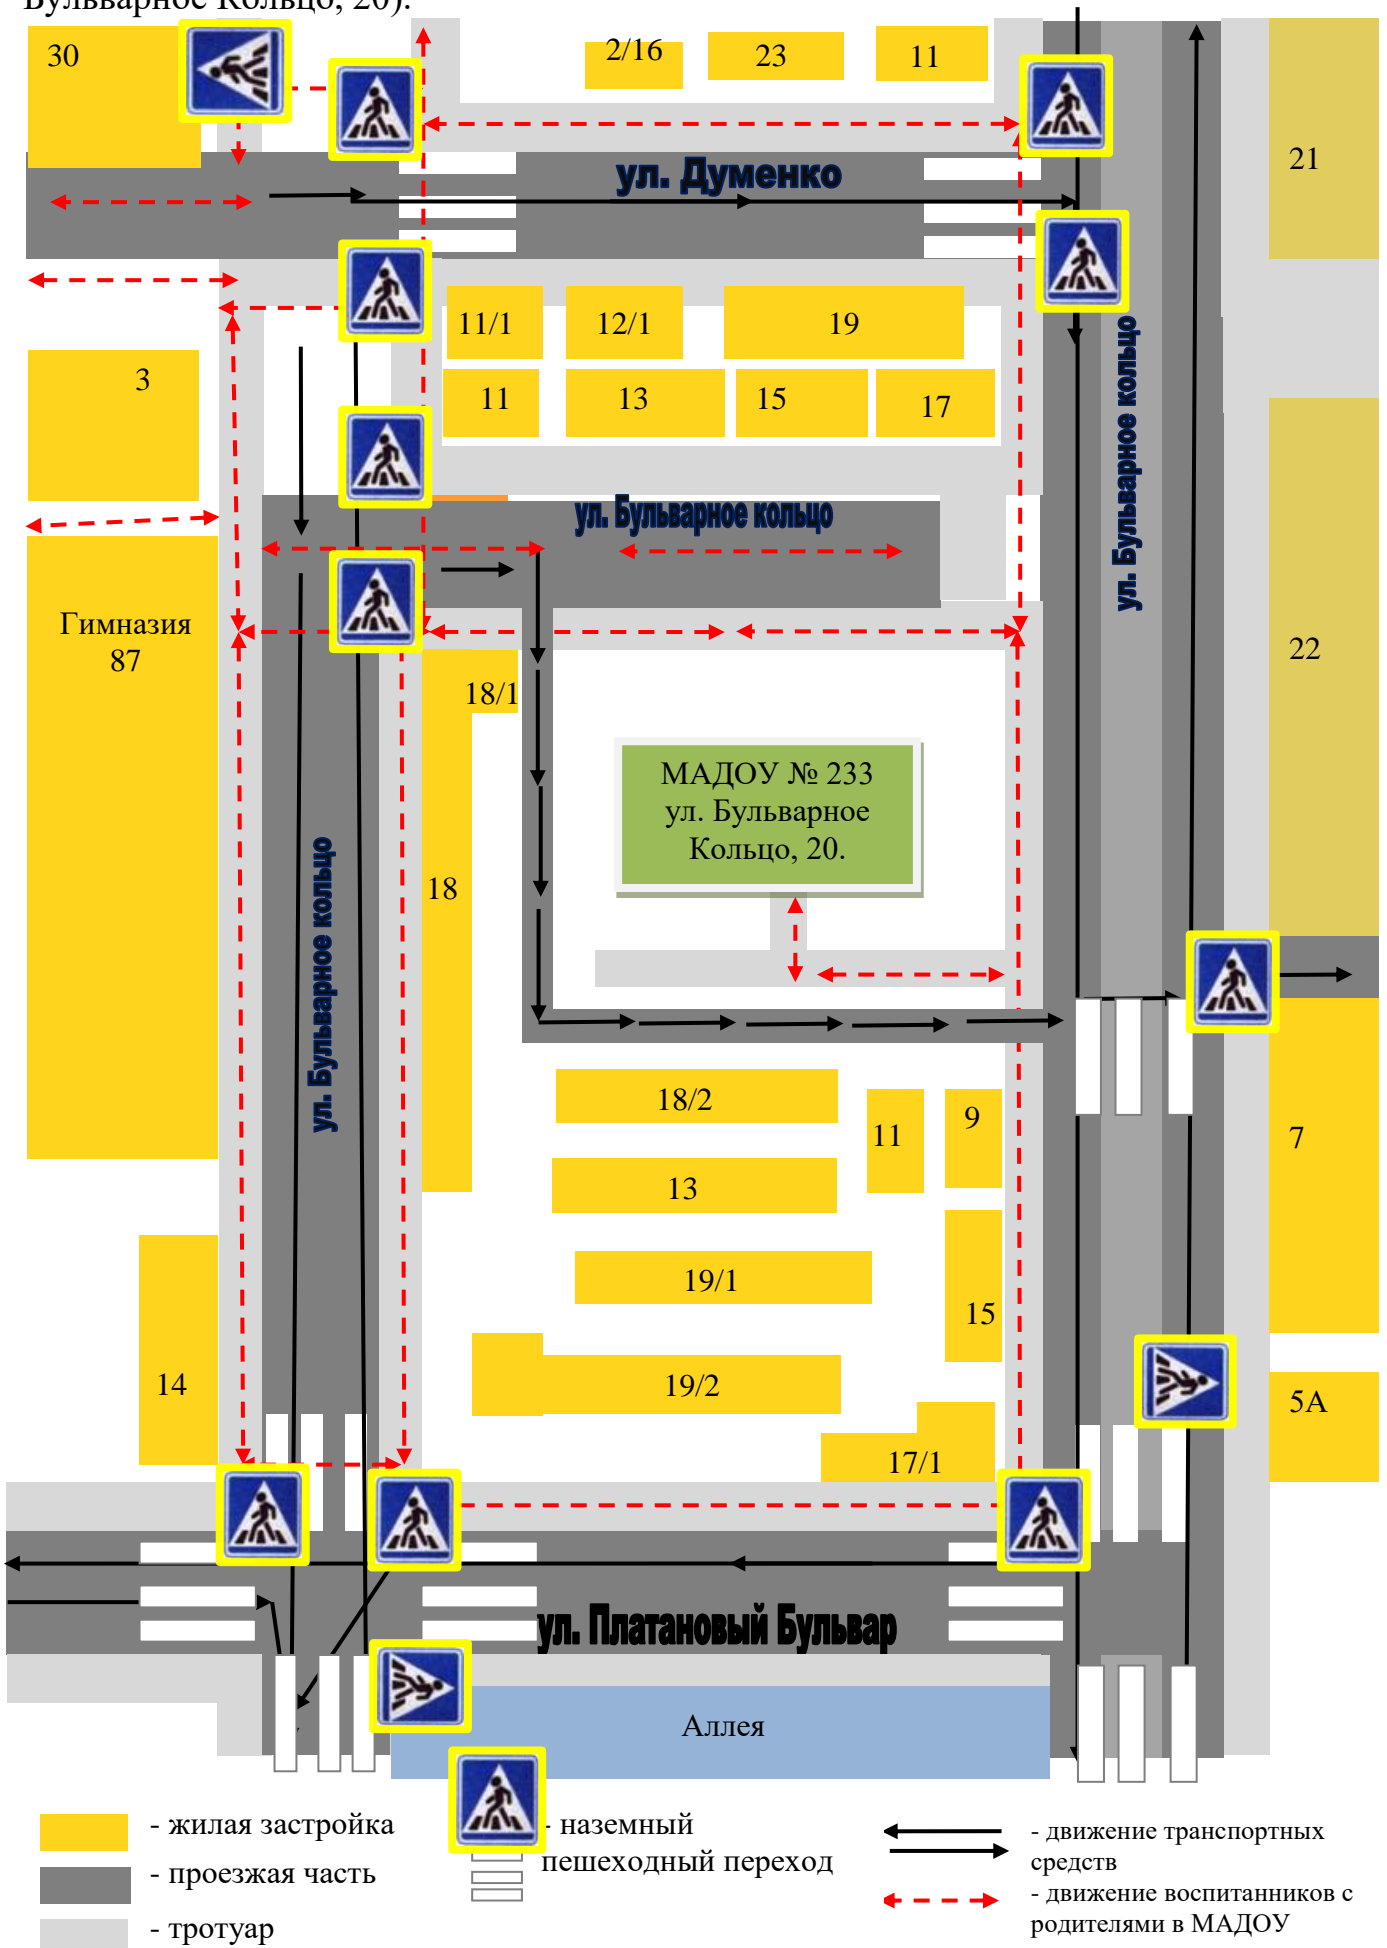 Бульварное Кольцо, 20).
30
2/16
23
11
21
ул. Думенко
11/1
12/1
19
3
11
13
15
17
ул. Бульварное кольцо
ул. Бульварное кольцо
Гимназия
87
22
18/1
МАДОУ № 233
ул. Бульварное
Кольцо, 20.
18
ул. Бульварное кольцо
18/2
11
9
7
13
19/1
15
14
19/2
5А
17/1
ул. Платановый Бульвар
Аллея
- жилая застройка
- проезжая часть
- тротуар
- наземный
пешеходный переход
- движение транспортных
средств
- движение воспитанников с
родителями в МАДОУ